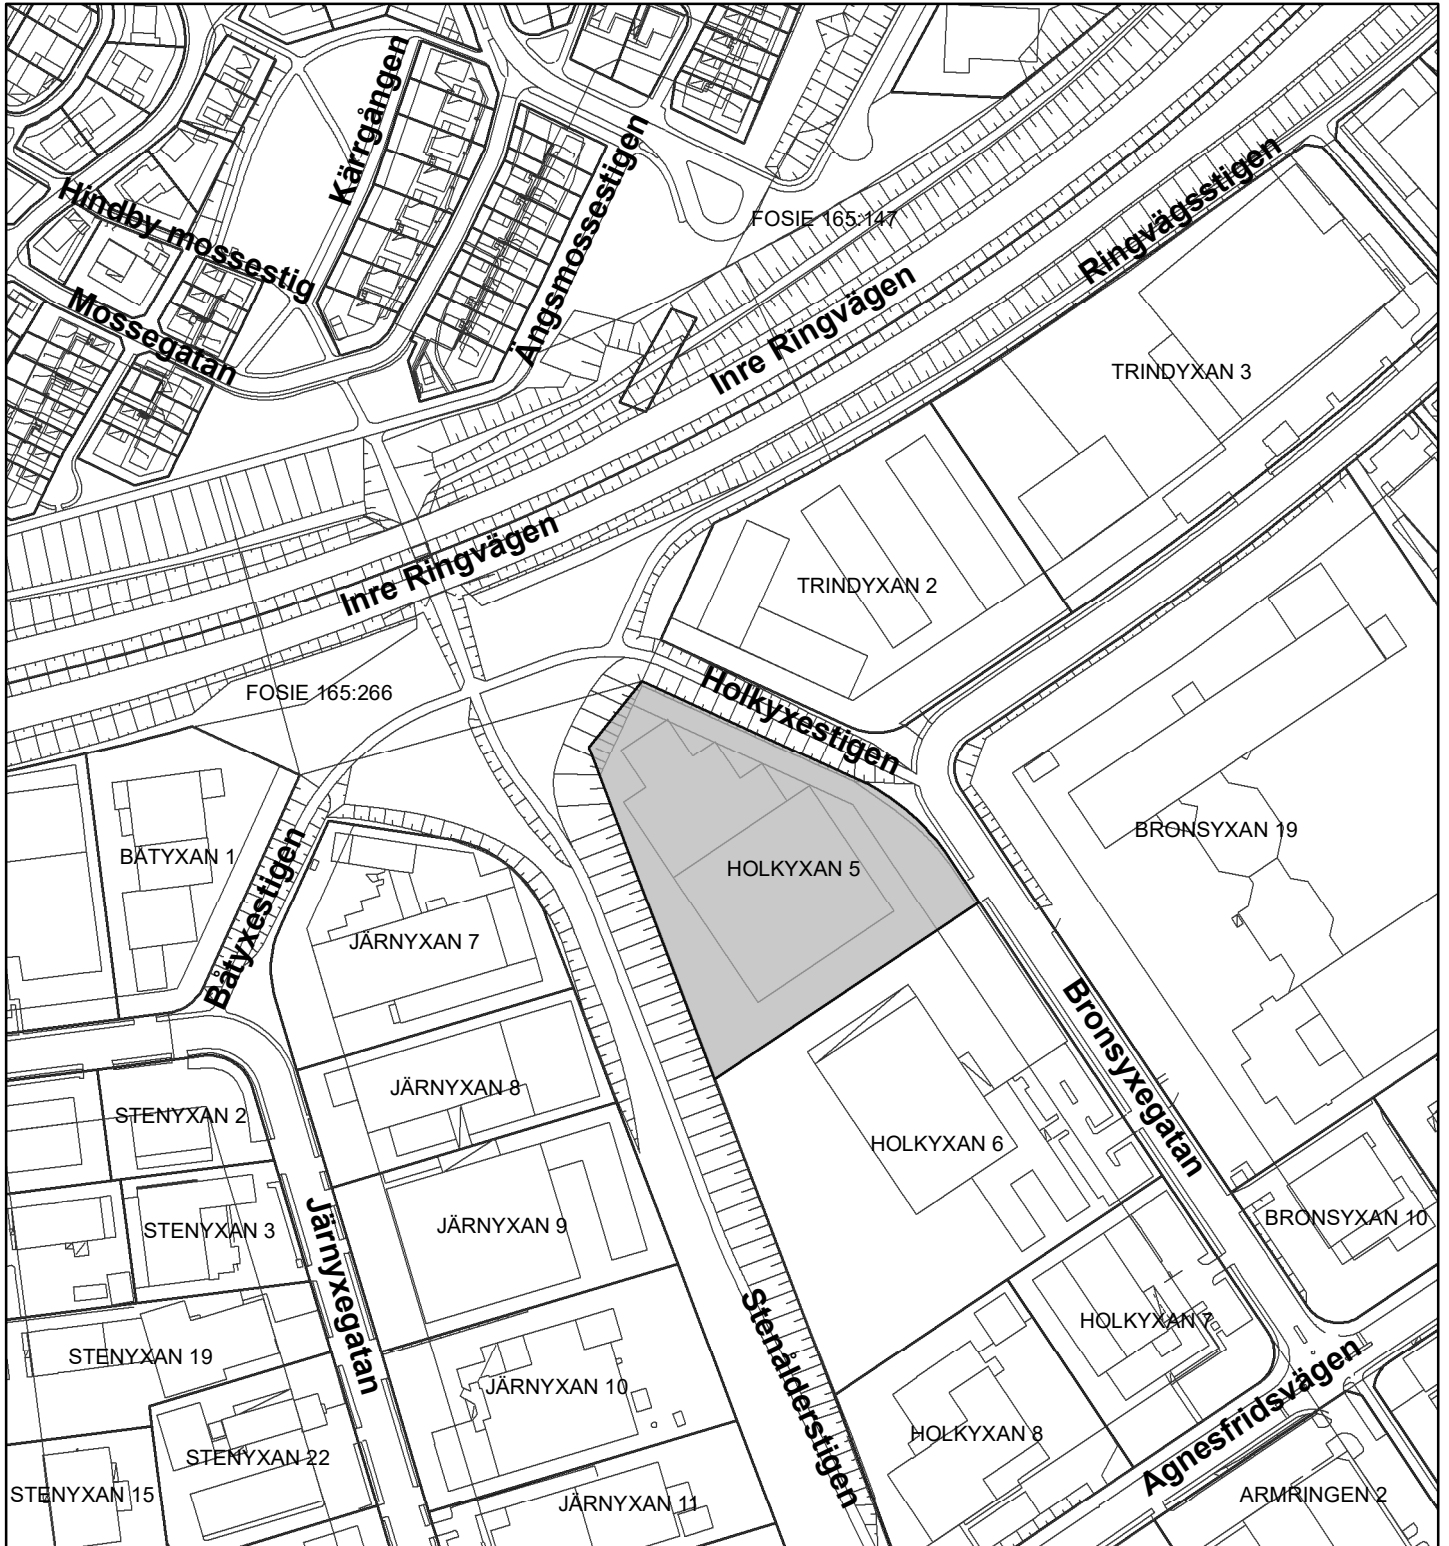 Kärrgången
Ängsmossestigen
Hindby mossestig
Mossegatan
FOSIE 165:147
Ringvägsstigen
Inre Ringvägen
TRINDYXAN 3
Inre Ringvägen
TRINDYXAN 2
FOSIE 165:266
Holkyxestigen
BÅTYXAN 1
BRONSYXAN 19
HOLKYXAN 5
Båtyxestigen
JÄRNYXAN 7
Bronsyxegatan
JÄRNYXAN 8
STENYXAN 2
HOLKYXAN 6
STENYXAN 3
JÄRNYXAN 9
BRONSYXAN 10
Järnyxegatan
Stenålderstigen
HOLKYXAN 7
STENYXAN 19
JÄRNYXAN 10
Agnesfridsvägen
HOLKYXAN 8
STENYXAN 22
STENYXAN 15
JÄRNYXAN 11
ARMRINGEN 2